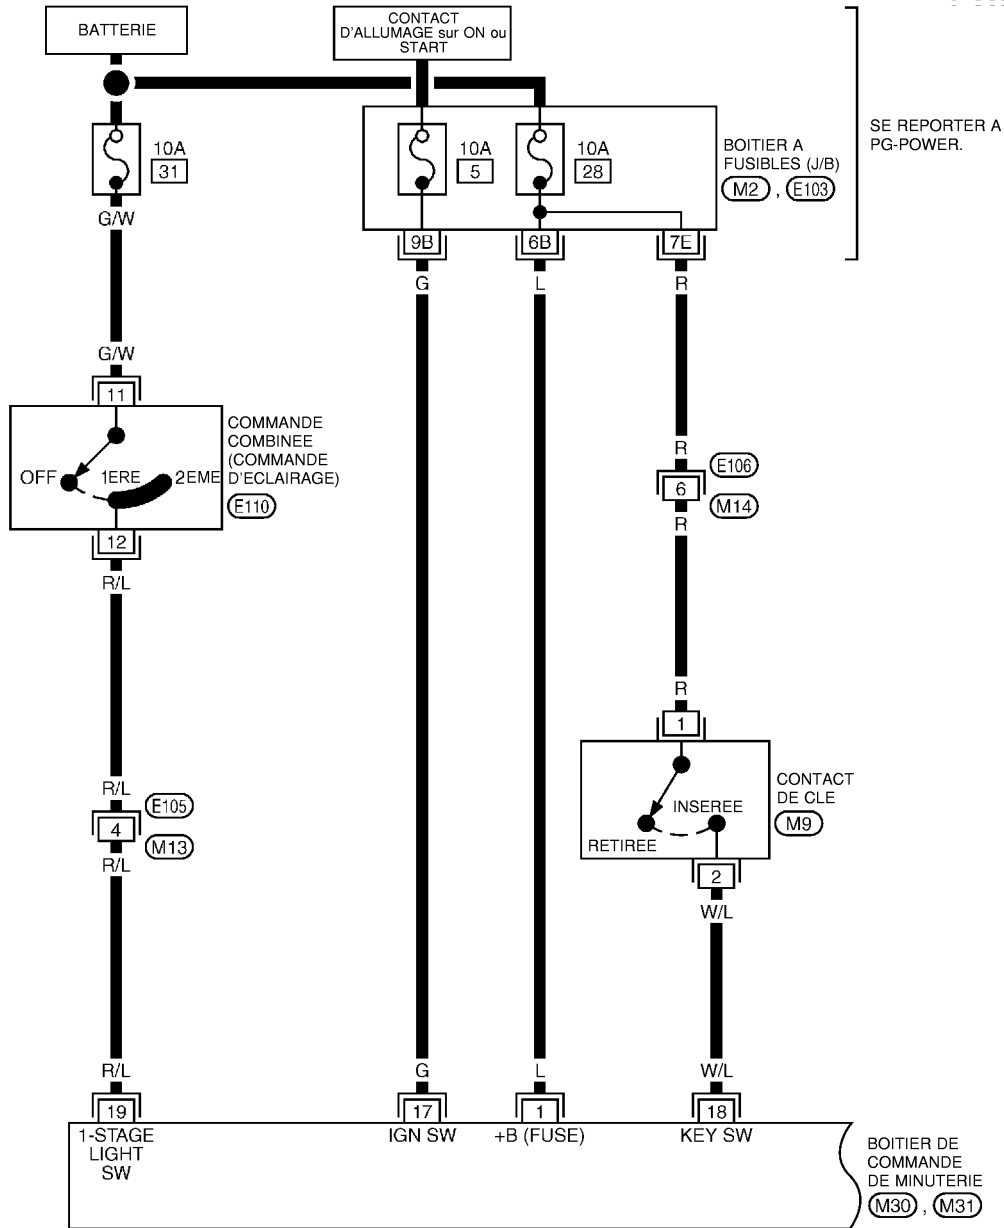 BATTERIE
CONTACT
D'ALLUMAGE sur ON ou
START
SE REPORTER A
PG-POWER.
10A
31
10A
5
10A
28
BOITIER A
FUSIBLES (J/B)
M2 , E103
G/W
9B
6B
7E
G
L
R
G/W
11
COMMANDE
COMBINEE
(COMMANDE
D'ECLAIRAGE)
E110
OFF
1ERE
2EME
12
R/L
R
E106
6
M14
R
R
1
CONTACT
DE CLE
M9
INSEREE
RETIREE
2
W/L
R/L
E105
4
M13
R/L
R/L
G
L
W/L
19
17
1
18
1-STAGE
LIGHT
SW
IGN SW
+B (FUSE)
KEY SW
BOITIER DE
COMMANDE
DE MINUTERIE
M30 , M31